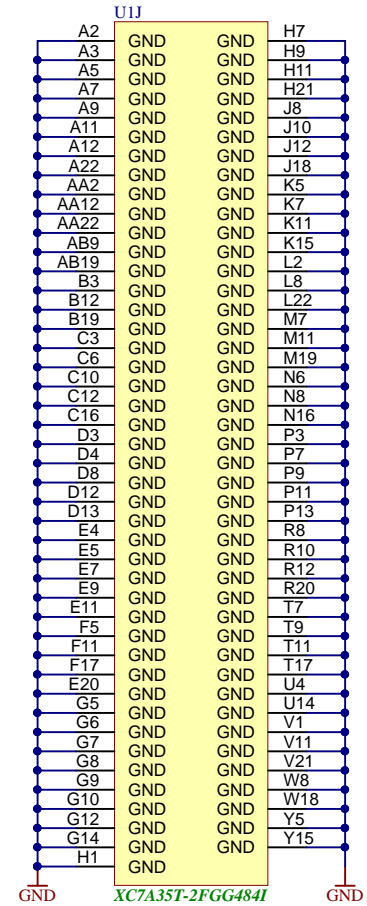 U1J
A2 GND GND H7
A3 GND GND H9
A5 GND GND H11
A7 GND GND H21
A9 GND GND J8
A11 GND GND J10
A12 GND GND J12
A22 GND GND J18
AA2 GND GND K5
AA12 GND GND K7
AA22 GND GND K11
AB9 GND GND K15
AB19 GND GND L2
B3 GND GND L8
B12 GND GND L22
B19 GND GND M7
C3 GND GND M11
C6 GND GND M19
C10 GND GND N6
C12 GND GND N8
C16 GND GND N16
D3 GND GND P3
D4 GND GND P7
D8 GND GND P9
D12 GND GND P11
D13 GND GND P13
E4 GND GND R8
E5 GND GND R10
E7 GND GND R12
E9 GND GND R20
E11 GND GND T7
F5 GND GND T9
F11 GND GND T11
F17 GND GND T17
E20 GND GND U4
G5 GND GND U14
G6 GND GND V1
G7 GND GND V11
G8 GND GND V21
G9 GND GND W8
G10 GND GND W18
G12 GND GND Y5
G14 GND GND Y15
H1 GND
GND XC7A35T-2FGG484I GND